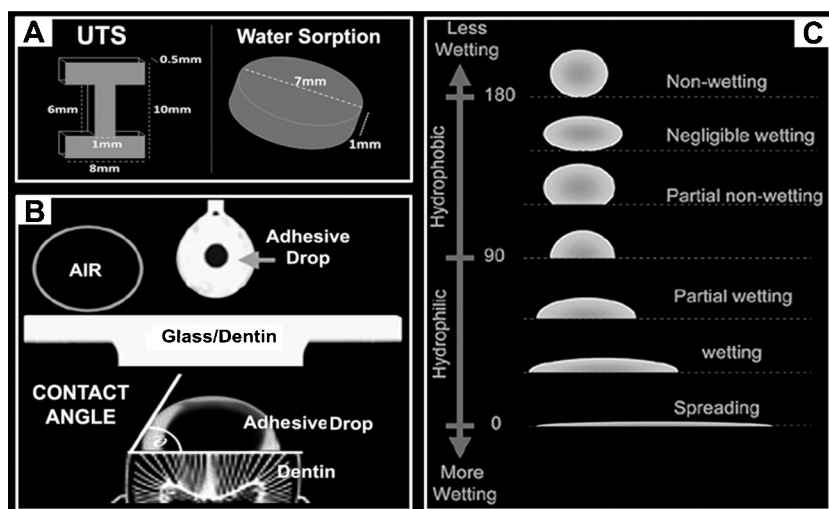 A
UTS
Water Sorption
0.5mm
6mm
10mm
1mm
8mm
7mm
1mm
B
AIR
Adhesive
Drop
Glass/Dentin
CONTACT
ANGLE
θ
Adhesive Drop
Dentin
C
Less
Wetting
180
Hydrophobic
90
Hydrophilic
0
More
Wetting
Non-wetting
Negligible wetting
Partial non-wetting
Partial wetting
wetting
Spreading